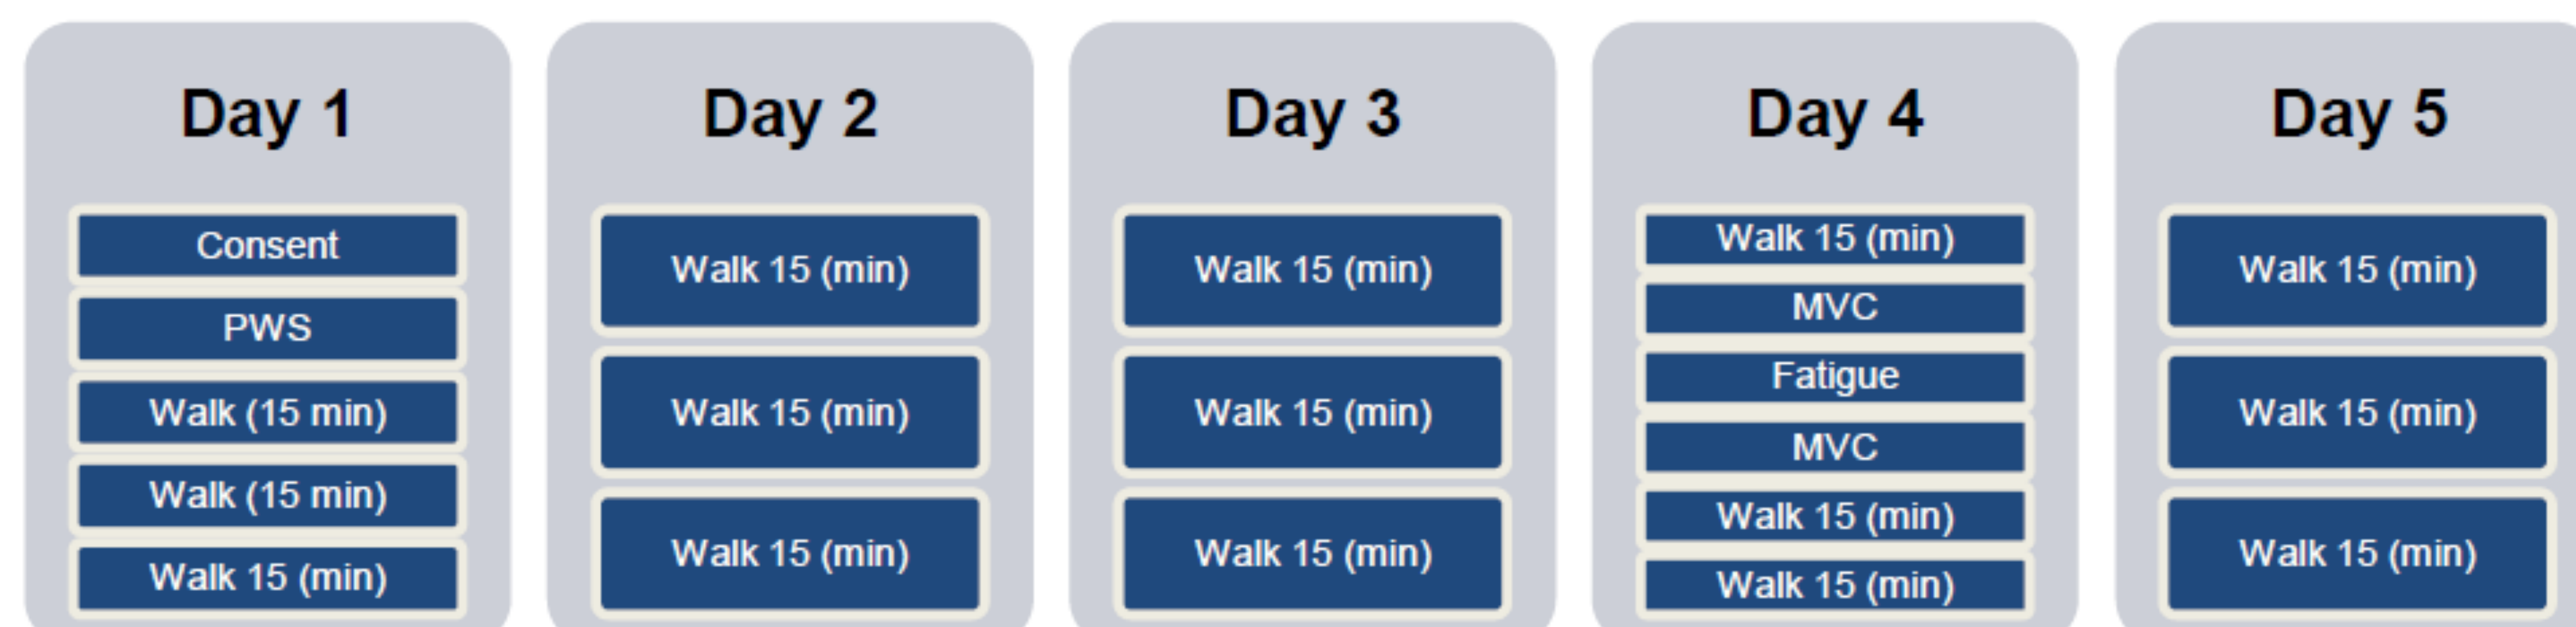 Day 1
Consent
PWS
Walk (15 min)
Walk (15 min)
Walk 15 (min)
Day 2
Walk 15 (min)
Walk 15 (min)
Walk 15 (min)
Day 3
Walk 15 (min)
Walk 15 (min)
Walk 15 (min)
Day 4
Walk 15 (min)
MVC
Fatigue
MVC
Walk 15 (min)
Walk 15 (min)
Day 5
Walk 15 (min)
Walk 15 (min)
Walk 15 (min)